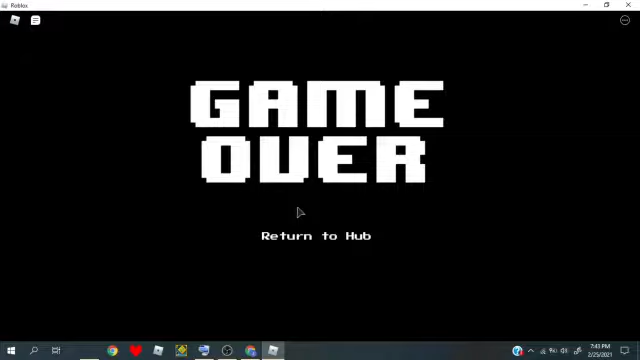 Roblox
GAME
OVER
Return to Hub
7:43 PM
2/25/2021